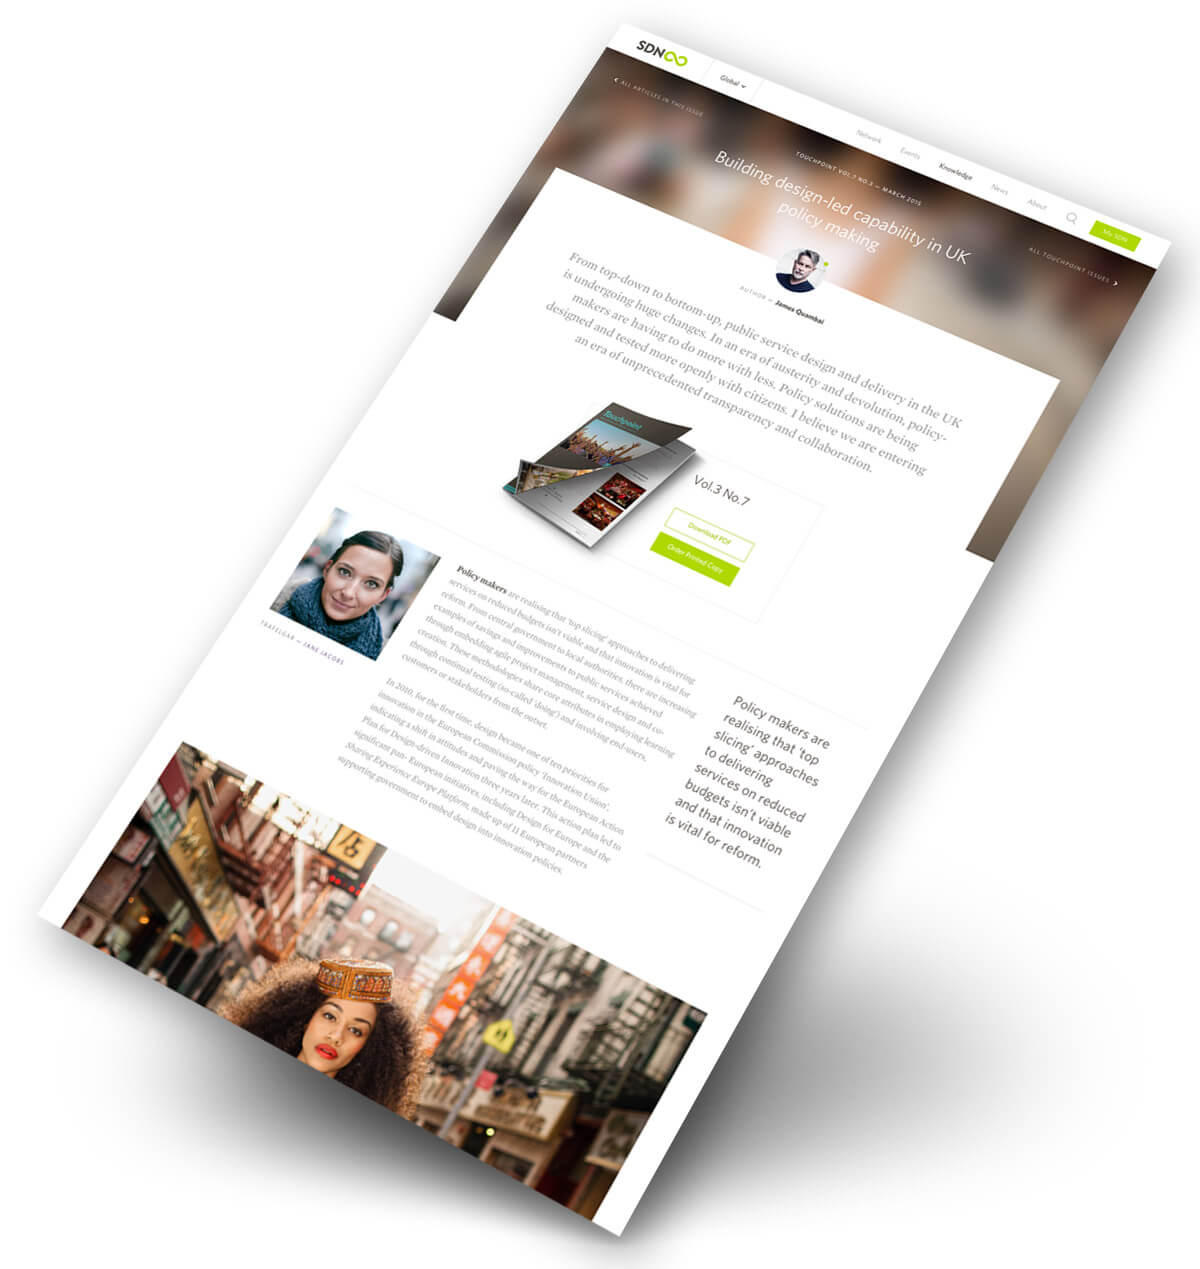 SDN
Global
Network
Events
Knowledge
News
About
My SDN
ALL ARTICLES IN THIS ISSUE
TOUCHPOINT VOL.7 NO.3 — MARCH 2015
Building design-led capability in UK
policy making
ALL TOUCHPOINT ISSUES
AUTHOR — James Quambai
From top-down to bottom-up, public service design and delivery in the UK
is undergoing huge changes. In an era of austerity and devolution, policy-
makers are having to do more with less. Policy solutions are being
designed and tested more openly with citizens. I believe we are entering
an era of unprecedented transparency and collaboration.
Touchpoint
Vol.3 No.7
Download PDF
Order Printed Copy
TRAFALGAR — JANE JACOBS
Policy makers are realising that 'top slicing' approaches to delivering
services on reduced budgets isn't viable and that innovation is vital for
reform. From central government to local authorities, there are increasing
examples of savings and improvements to public services achieved
through embedding agile project management, service design and co-
creation. These methodologies share core attributes in employing learning
through continual testing (so-called 'doing') and involving end-users,
customers or stakeholders from the outset.
In 2010, for the first time, design became one of ten priorities for
innovation in the European Commission policy 'Innovation Union',
indicating a shift in attitudes and paving the way for the European Action
Plan for Design-driven Innovation three years later. This action plan led to
significant pan- European initiatives, including Design for Europe and the
Sharing Experience Europe Platform, made up of 11 European partners
supporting government to embed design into innovation policies.
Policy makers are
realising that 'top
slicing' approaches
to delivering
services on reduced
budgets isn't viable
and that innovation
is vital for reform.